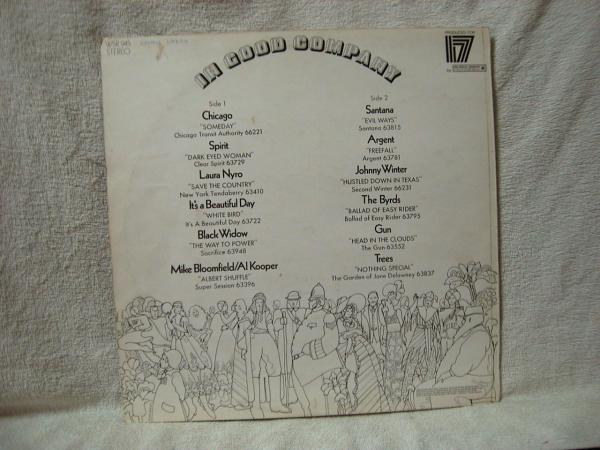 WSR 945
STEREO
IN GOOD COMPANY
PRODUCED FOR
17
Side 1
Chicago
"SOMEDAY"
Chicago Transit Authority 66221
Spirit
"DARK EYED WOMAN"
Clear Spirit 63729
Laura Nyro
"SAVE THE COUNTRY"
New York Tendaberry 63410
It's a Beautiful Day
"WHITE BIRD"
It's A Beautiful Day 63722
Black Widow
"THE WAY TO POWER"
Sacrifice 63948
Mike Bloomfield/Al Kooper
"ALBERT SHUFFLE"
Super Session 63396
Side 2
Santana
"EVIL WAYS"
Santana 63815
Argent
"FREEFALL"
Argent 63781
Johnny Winter
"HUSTLED DOWN IN TEXAS"
Second Winter 66231
The Byrds
"BALLAD OF EASY RIDER"
Ballad of Easy Rider 63795
Gun
"HEAD IN THE CLOUDS"
The Gun 63552
Trees
"NOTHING SPECIAL"
The Garden of Jane Delawney 63837